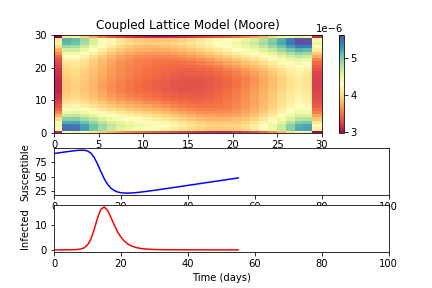 Coupled Lattice Model (Moore)
1e−6
30
20
10
0
0 5 10 15 20 25 30
5
4
3
Susceptible
75
50
25
0 20 40 60 80 100
Infected
10
0
0 20 40 60 80 100
Time (days)